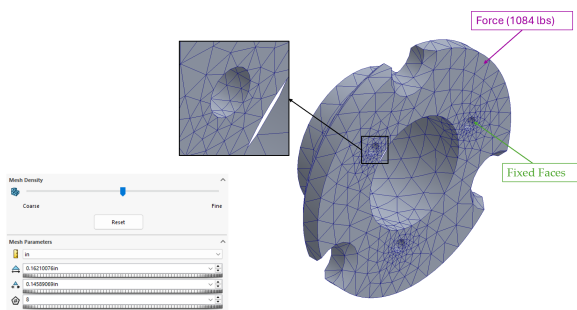 Force (1084 lbs)
Fixed Faces
Mesh Density
Coarse
Fine
Reset
Mesh Parameters
in
0.16210076in
0.14589069in
8